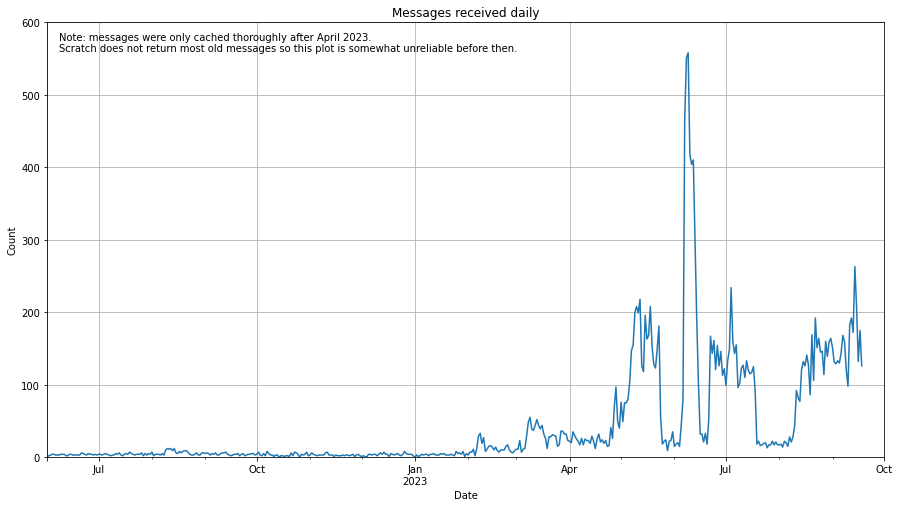 Messages received daily
600
Note: messages were only cached thoroughly after April 2023.
Scratch does not return most old messages so this plot is somewhat unreliable before then.
500
400
300
Count
200
100
0
Jul Oct Jan Apr Jul Oct
2023
Date